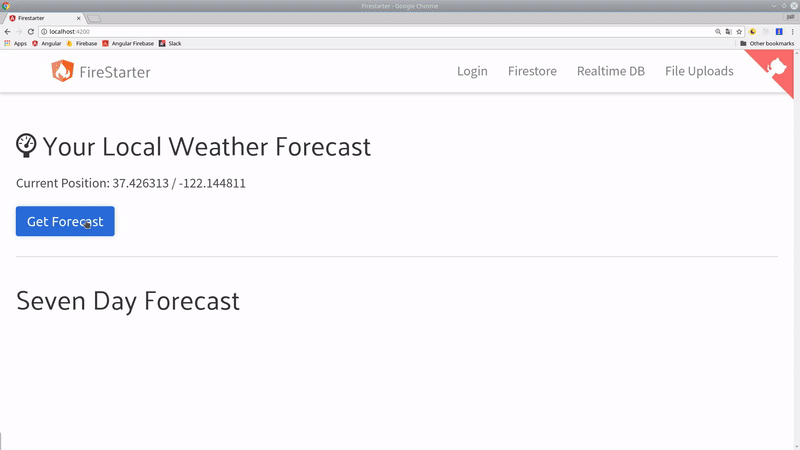 Firestarter - Google Chrome
Firestarter
localhost:4200
Apps Angular Firebase Angular Firebase Slack Other bookmarks
FireStarter Login Firestore Realtime DB File Uploads
Your Local Weather Forecast
Current Position: 37.426313 / -122.144811
Get Forecast
Seven Day Forecast